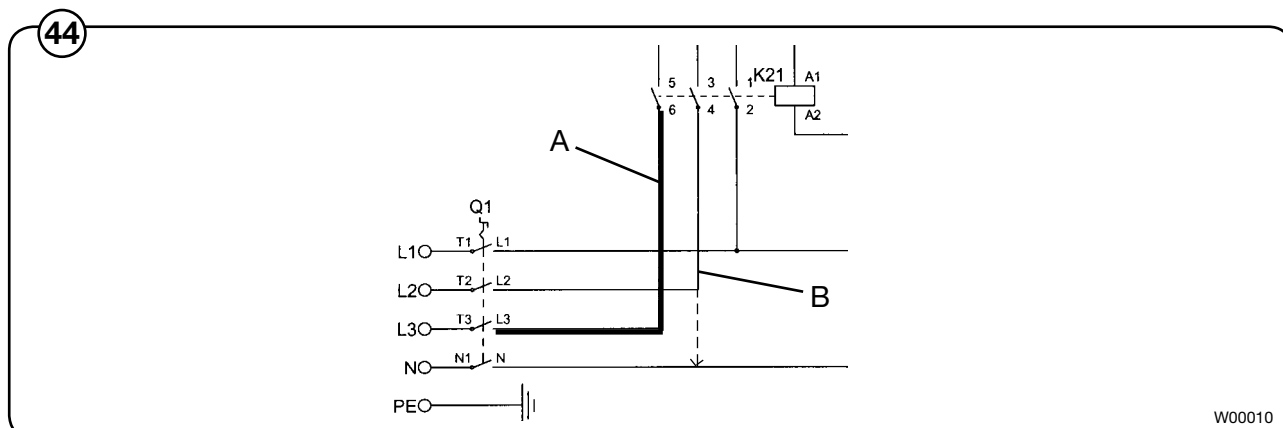 44
5 3 1 K21 A1
6 4 2 A2
A
Q1
L1 T1 L1
L2 T2 L2
B
L3 T3 L3
N N1 N
PE
W00010